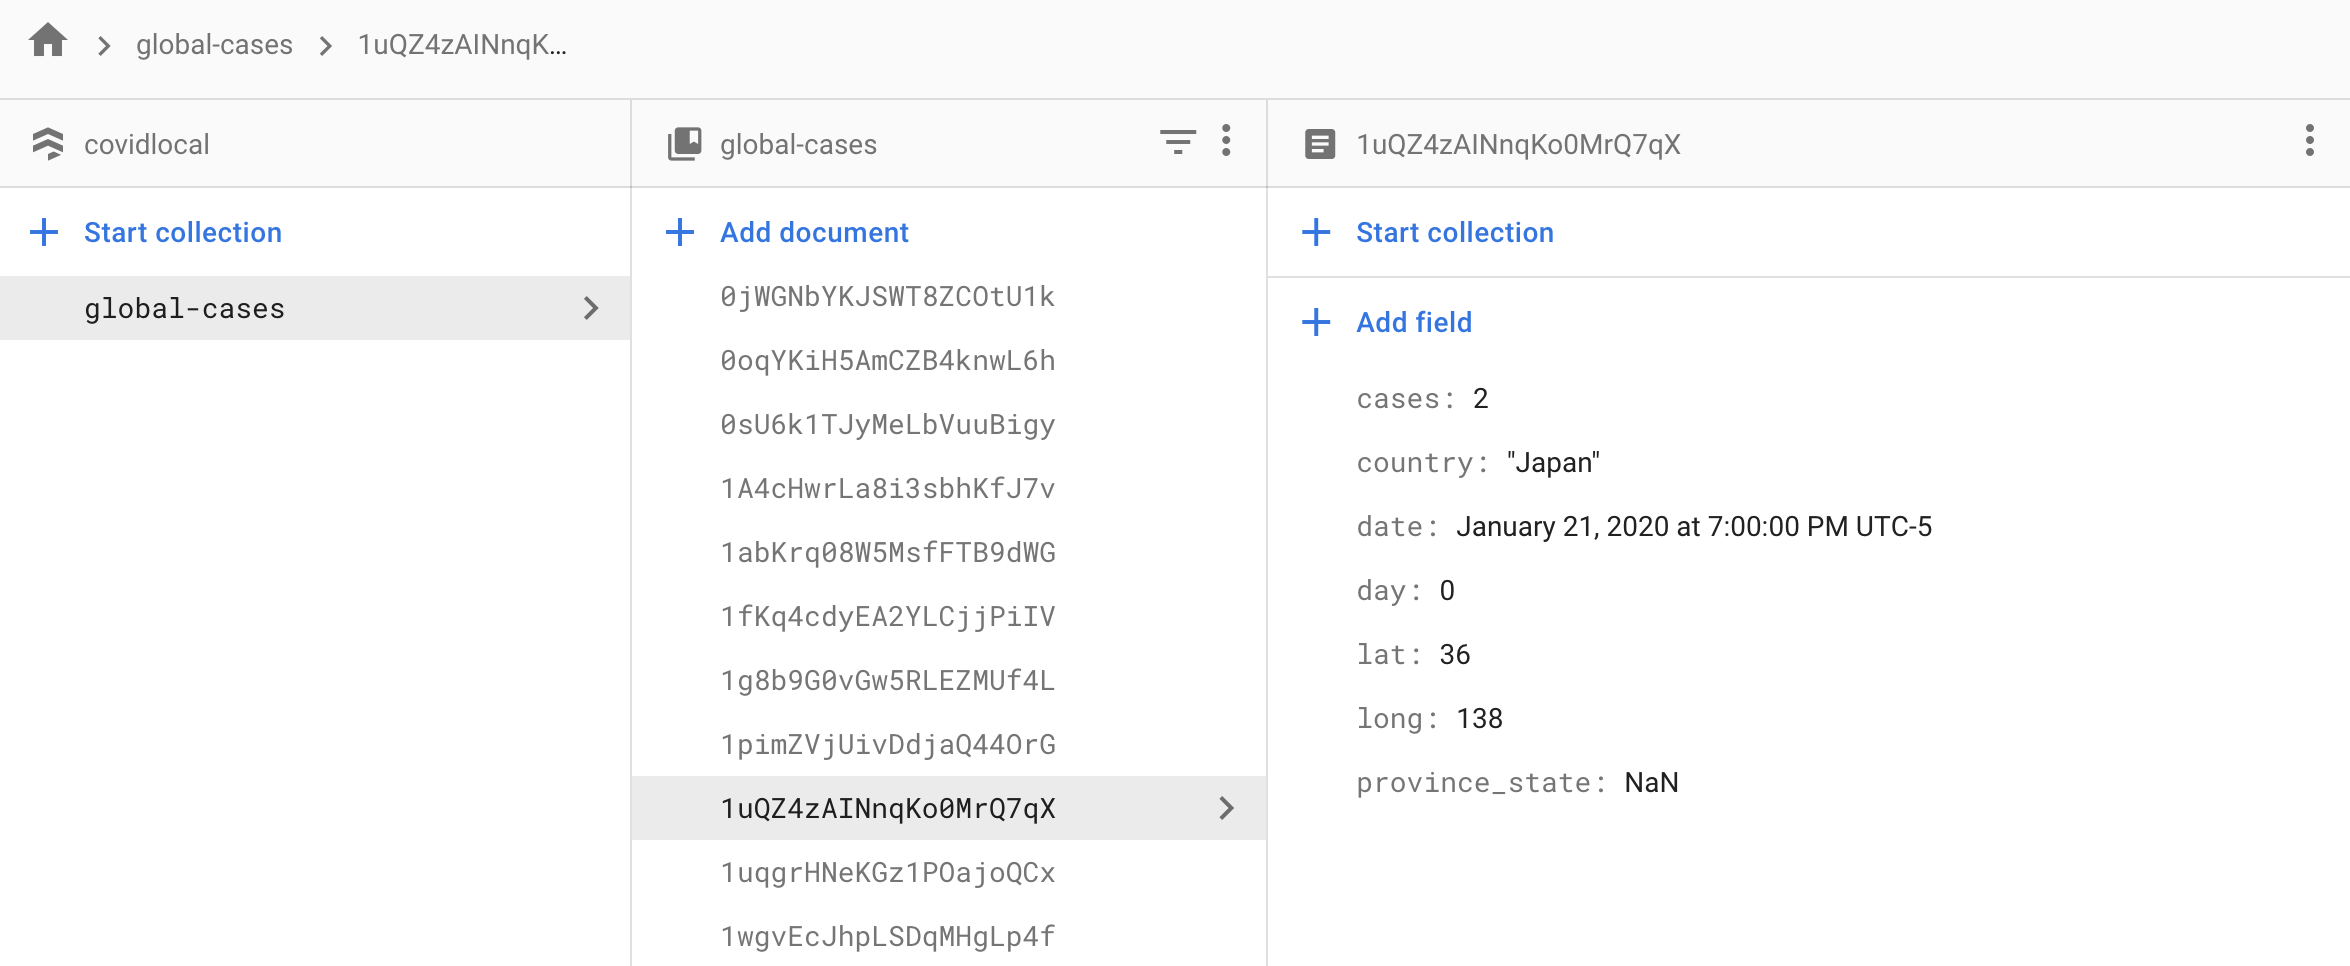 global-cases
1uQZ4zAINnqK...
covidlocal
Start collection
global-cases
global-cases
Add document
0jWGNbYKJSWT8ZCOtU1k
0oqYKiH5AmCZB4knwL6h
0sU6k1TJyMeLbVuuBigy
1A4cHwrLa8i3sbhKfJ7v
1abKrq08W5MsfFTB9dWG
1fKq4cdyEA2YLCjjPiIV
1g8b9G0vGw5RLEZMUf4L
1pimZVjUivDdjaQ44OrG
1uQZ4zAINnqKo0MrQ7qX
1uqgrHNeKGz1POajoQCx
1wgvEcJhpLSDqMHgLp4f
1uQZ4zAINnqKo0MrQ7qX
Start collection
Add field
cases: 2
country: "Japan"
date: January 21, 2020 at 7:00:00 PM UTC-5
day: 0
lat: 36
long: 138
province_state: NaN